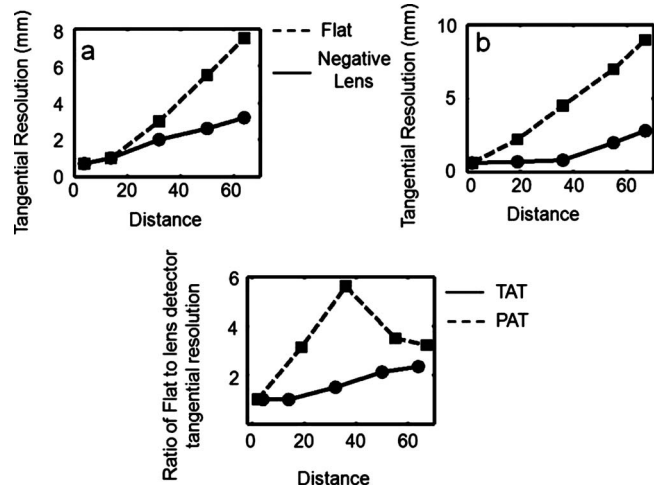 Tangential Resolution (mm)
8
6
4
2
0
a
0 20 40 60
Distance
Flat
Negative
Lens
Tangential Resolution (mm)
10
5
0
b
0 20 40 60
Distance
Ratio of Flat to lens detector
tangential resolution
6
4
2
0 20 40 60
Distance
TAT
PAT